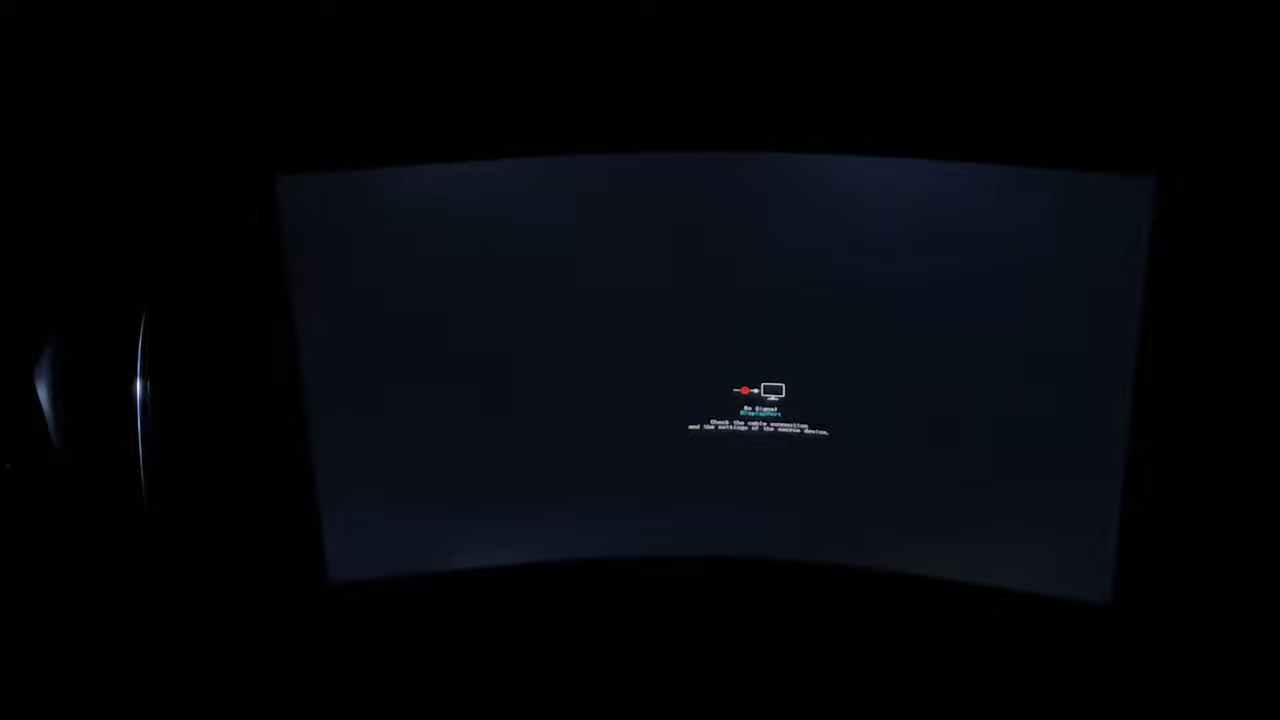 No Signal
DisplayPort
Check the cable connection
and the settings of the source device.